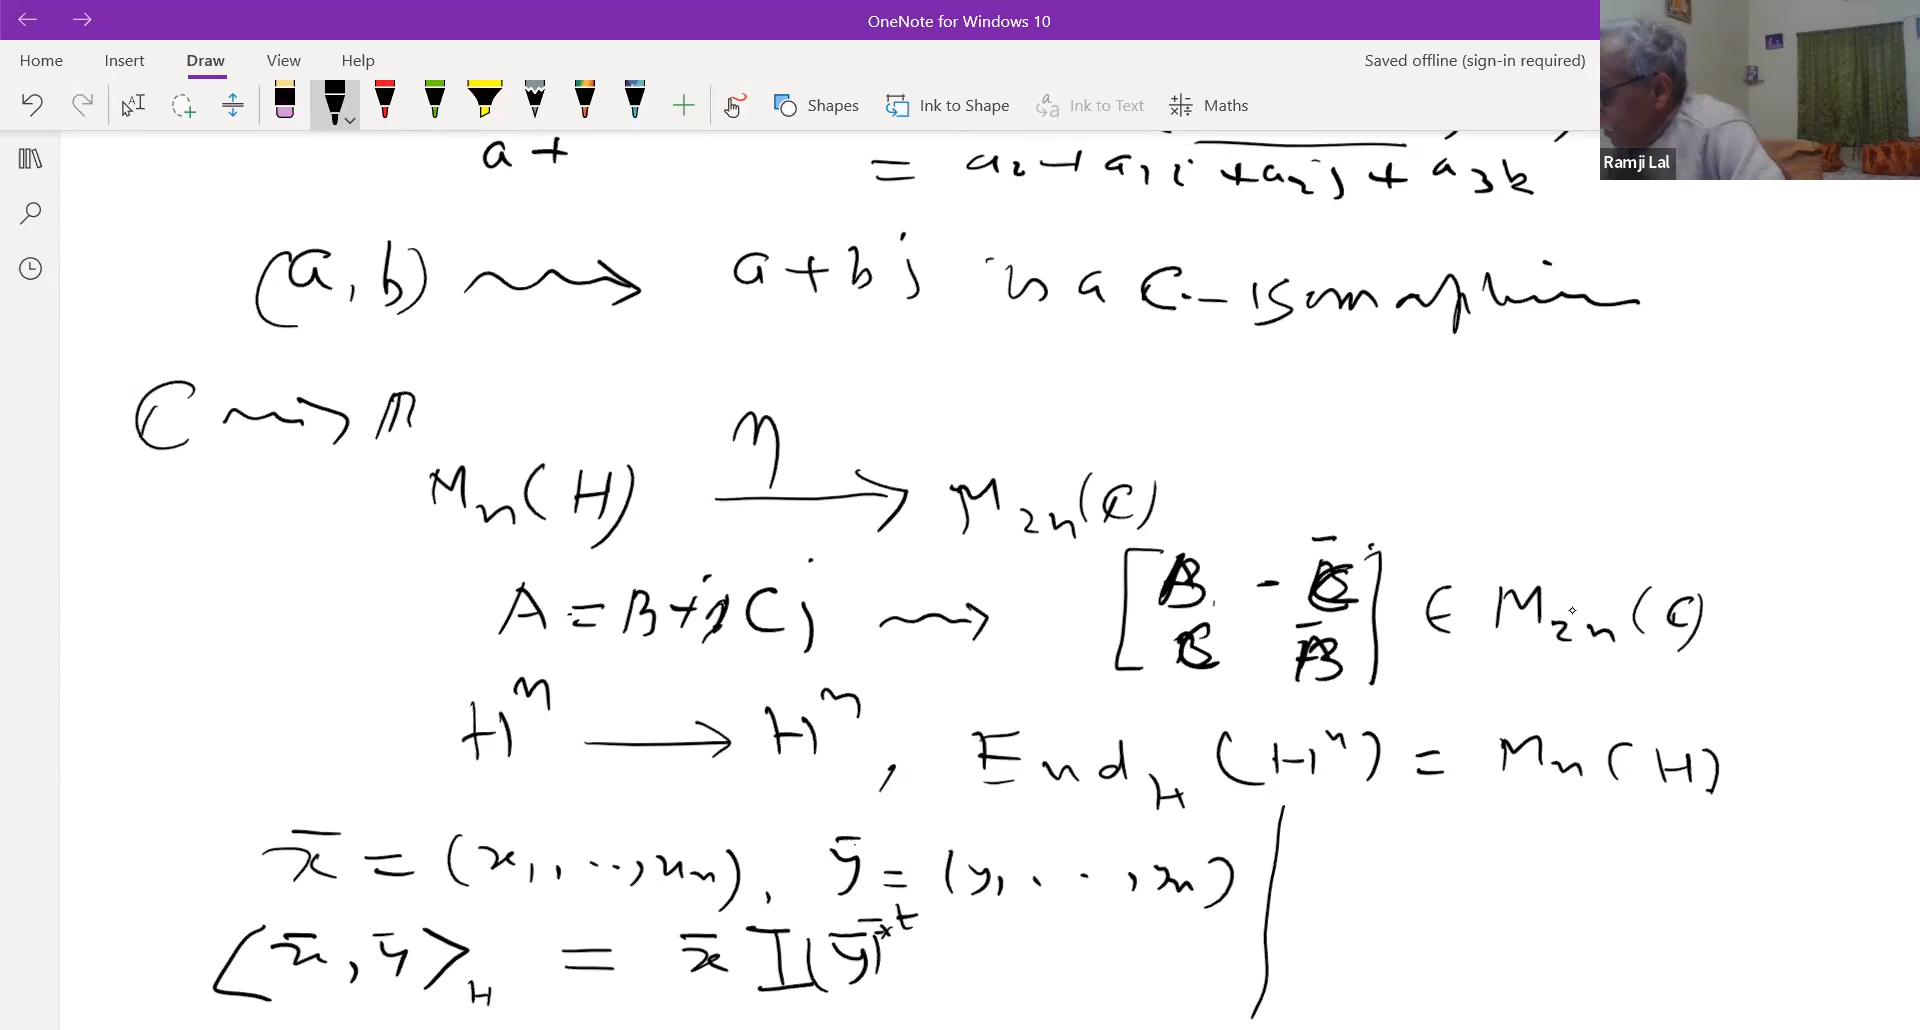 OneNote for Windows 10
Home Insert Draw View Help Saved offline (sign-in required)
Shapes Ink to Shape Ink to Text Maths
Ramji Lal
a + = a₀ + a₁i + a₂j + a₃k
(a, b) ⇝ a + bj is a C-isomorphism
C ⇝ R
Mₙ(H) —η→ M₂ₙ(C)
A = B + Cj ⇝ [B -C̄
C B̄] ∈ M₂ₙ(C)
Hⁿ → Hⁿ, End_H (Hⁿ) = Mₙ(H)
x̄ = (x₁, ..., xₙ), ȳ = (y₁, ..., yₙ)
<x̄, ȳ>_H = x̄ I (ȳ)*ᵗ